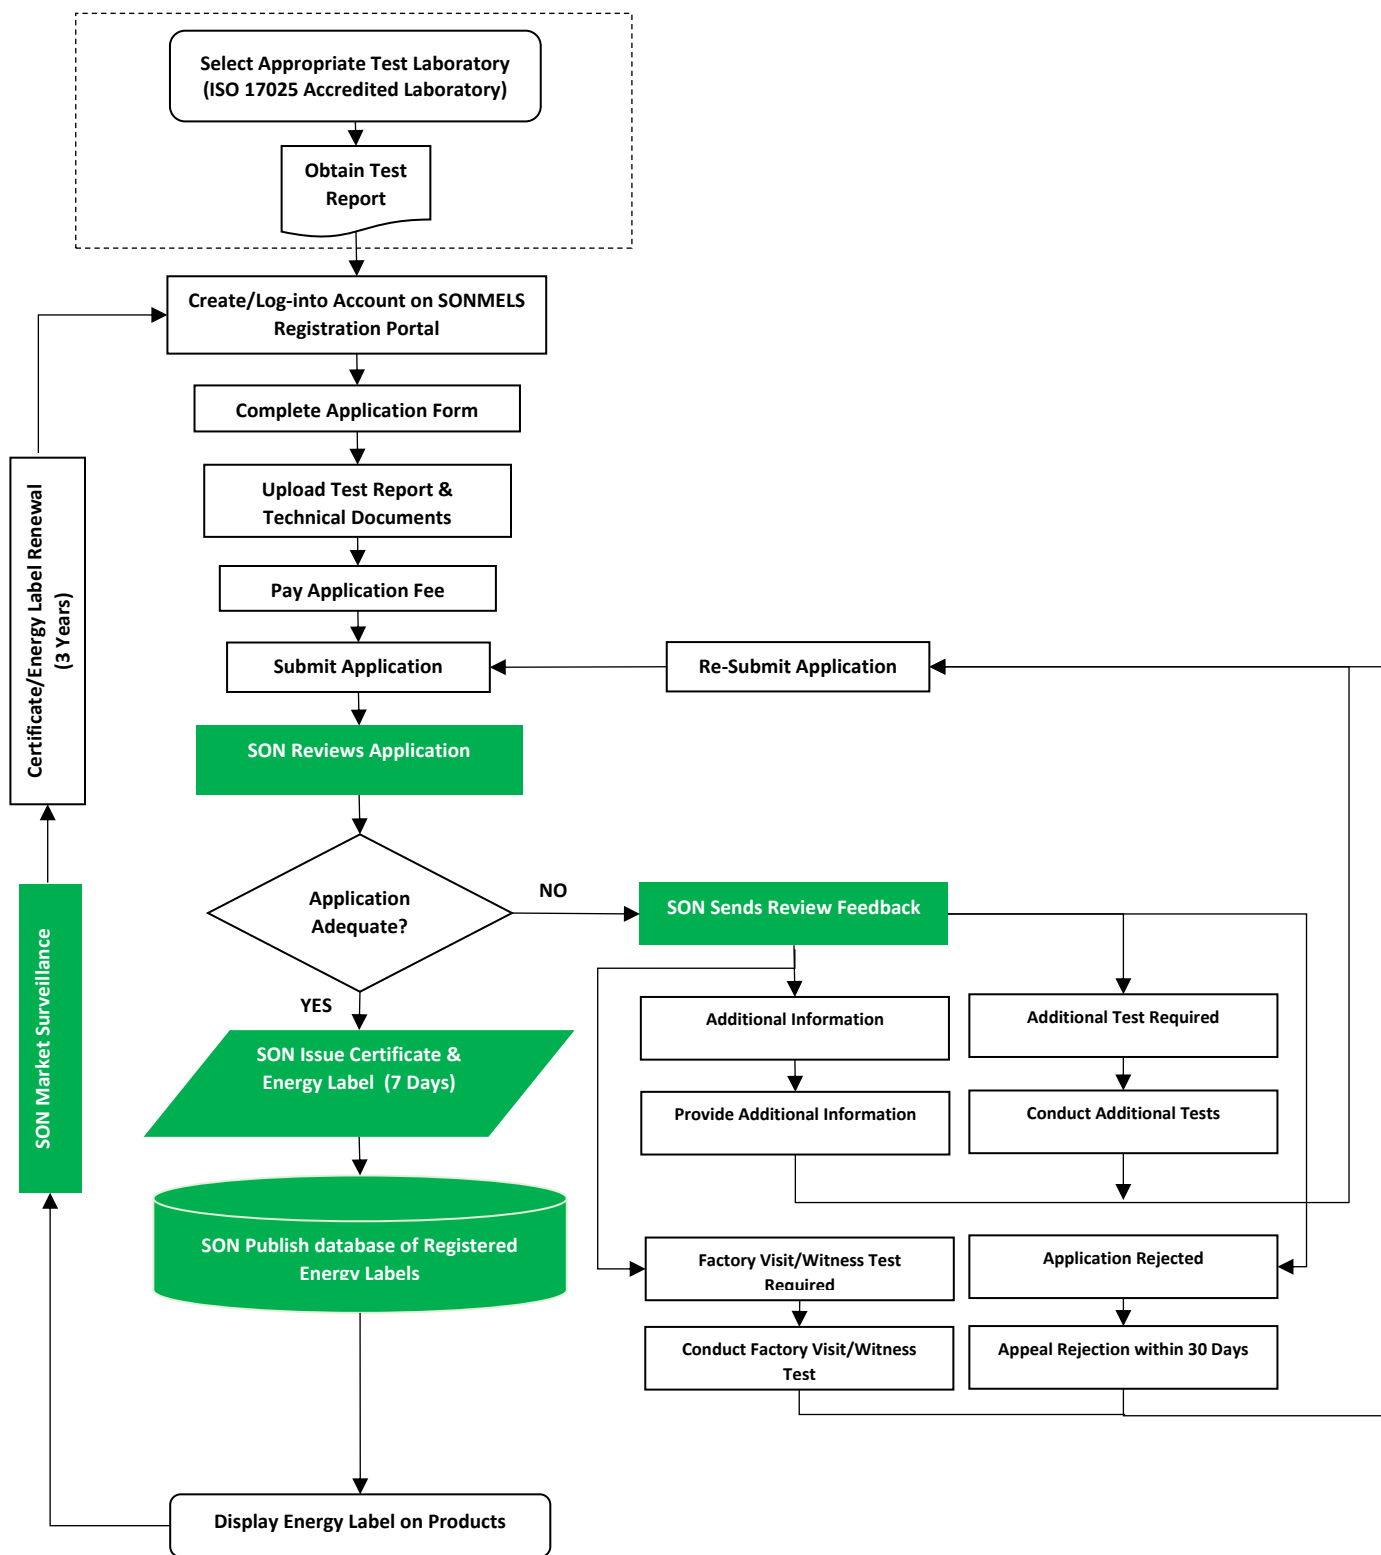 Select Appropriate Test Laboratory
(ISO 17025 Accredited Laboratory)
Obtain Test
Report
Create/Log-into Account on SONMELS
Registration Portal
Complete Application Form
Upload Test Report &
Technical Documents
Pay Application Fee
Submit Application
Re-Submit Application
Certificate/Energy Label Renewal
(3 Years)
SON Reviews Application
Application
Adequate?
NO
SON Sends Review Feedback
YES
SON Market Surveillance
Additional Information
Additional Test Required
SON Issue Certificate &
Energy Label (7 Days)
Provide Additional Information
Conduct Additional Tests
SON Publish database of Registered
Energy Labels
Factory Visit/Witness Test
Required
Application Rejected
Conduct Factory Visit/Witness
Test
Appeal Rejection within 30 Days
Display Energy Label on Products